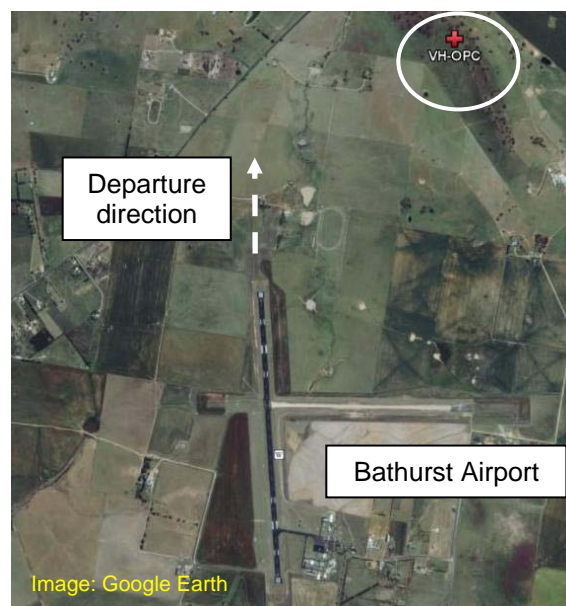 VH-OPC
Departure
direction
Bathurst Airport
Image: Google Earth